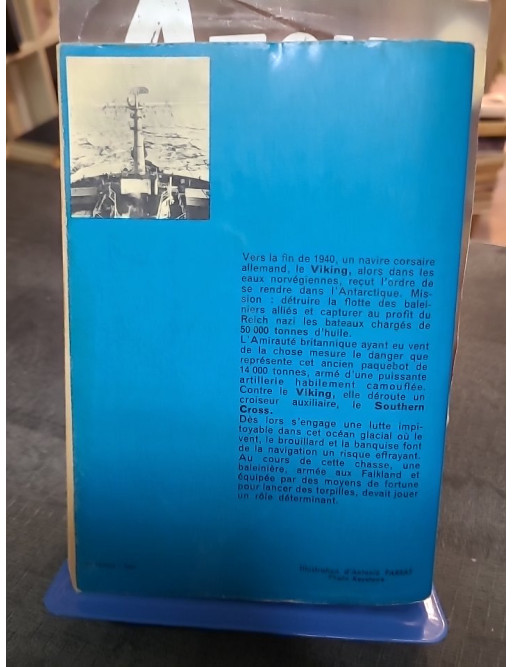 Vers la fin de 1940, un navire corsaire
allemand, le Viking, alors dans les
eaux norvégiennes, reçut l'ordre de
se rendre dans l'Antarctique. Mis-
sion : détruire la flotte des balei-
niers alliés et capturer au profit du
Reich nazi les bateaux chargés de
50 000 tonnes d'huile.
L'Amirauté britannique ayant eu vent
de la chose mesure le danger que
représente cet ancien paquebot de
14 000 tonnes, armé d'une puissante
artillerie habilement camouflée.
Contre le Viking, elle déroute un
croiseur auxiliaire, le Southern
Cross.
Dès lors s'engage une lutte impi-
toyable dans cet océan glacial où le
vent, le brouillard et la banquise font
de la navigation un risque effrayant.
Au cours de cette chasse, une
baleinière, armée aux Falkland et
équipée par des moyens de fortune
pour lancer des torpilles, devait jouer
un rôle déterminant.